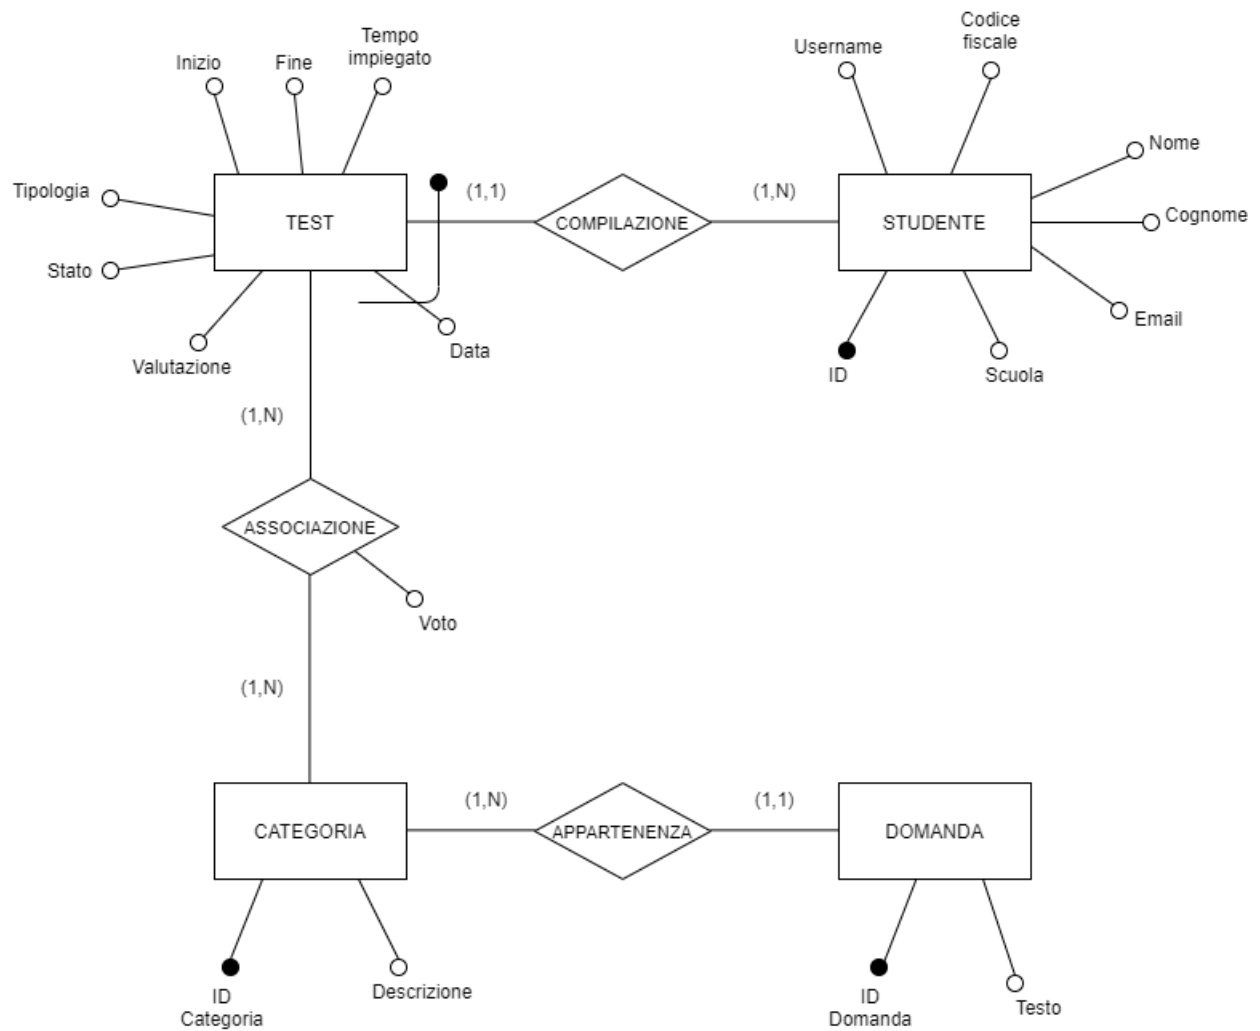 Tempo
impiegato
Inizio
Fine
Username
Codice
fiscale
Nome
Tipologia
TEST
(1,1)
COMPILAZIONE
(1,N)
STUDENTE
Cognome
Stato
Email
Valutazione
Data
ID
Scuola
(1,N)
ASSOCIAZIONE
Voto
(1,N)
CATEGORIA
(1,N)
APPARTENENZA
(1,1)
DOMANDA
ID
Categoria
Descrizione
ID
Domanda
Testo